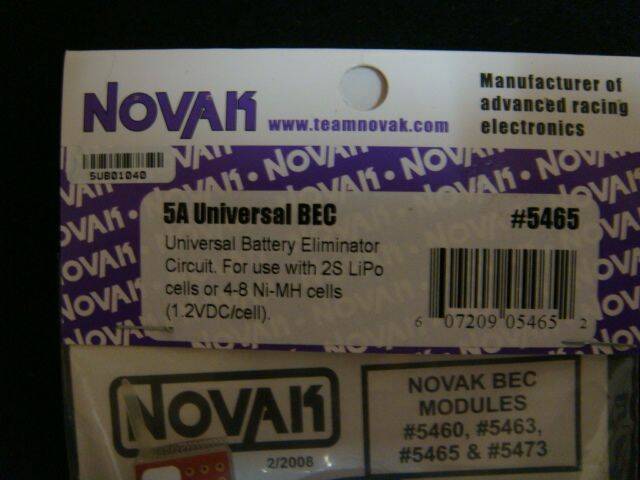 NOVAK
www.teamnovak.com
Manufacturer of
advanced racing
electronics
5UB01040
5A Universal BEC
#5465
Universal Battery Eliminator
Circuit. For use with 2S LiPo
cells or 4-8 Ni-MH cells
(1.2VDC/cell).
6 07209 05465 2
NOVAK
2/2008
NOVAK BEC
MODULES
#5460, #5463,
#5465 & #5473